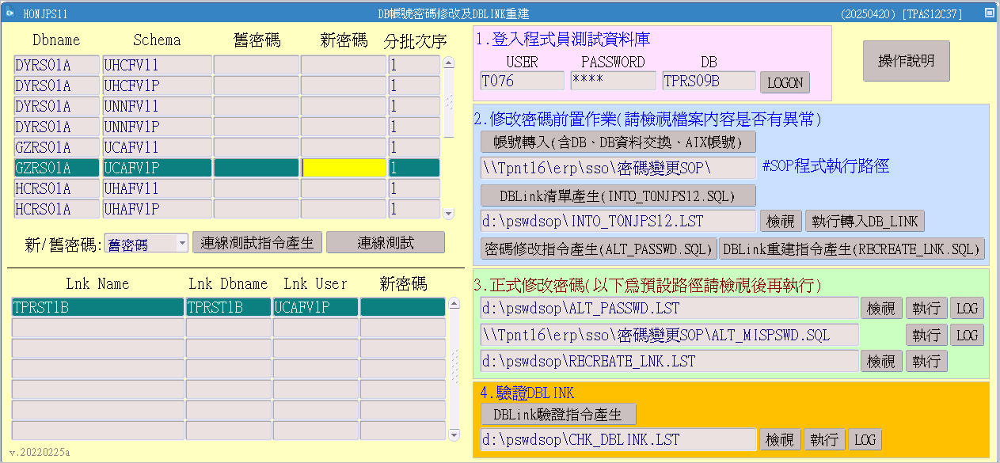 HONJPS11 DB帳號密碼修改及DBLINK重建 (20250420) [TPAS12C37]
Dbname Schema 舊密碼 新密碼 分批次序
DYRS01A UHCFV11 1
DYRS01A UHCFV1P 1
DYRS01A UNNFV11 1
DYRS01A UNNFV1P 1
GZRS01A UCAFV11 1
GZRS01A UCAFV1P 1
HCRS01A UHAFV11 1
HCRS01A UHAFV1P 1
新/舊密碼: 舊密碼 連線測試指令產生 連線測試
Lnk Name Lnk Dbname Lnk User 新密碼
TPRST1B TPRST1B UCAFV1P
v.20220225a
1.登入程式員測試資料庫
USER PASSWORD DB
T076 **** TPRS09B LOGON
操作說明
2.修改密碼前置作業(請檢視檔案內容是否有異常)
帳號轉入(含DB、DB資料交換、AIX帳號)
\\Tpnt16\erp\sso\密碼變更SOP\ #SOP程式執行路徑
DBLink清單產生(INTO_TONJPS12.SQL)
d:\pswdsop\INTO_TONJPS12.LST 檢視 執行轉入DB_LINK
密碼修改指令產生(ALT_PASSWD.SQL) DBLink重建指令產生(RECREATE_LNK.SQL)
3.正式修改密碼(以下為預設路徑請檢視後再執行)
d:\pswdsop\ALT_PASSWD.LST 檢視 執行 LOG
\\Tpnt16\erp\sso\密碼變更SOP\ALT_MISPSWD.SQL 執行 LOG
d:\pswdsop\RECREATE_LNK.LST 檢視 執行
4.驗證DBLINK
DBLink驗證指令產生
d:\pswdsop\CHK_DBLINK.LST 檢視 執行 LOG